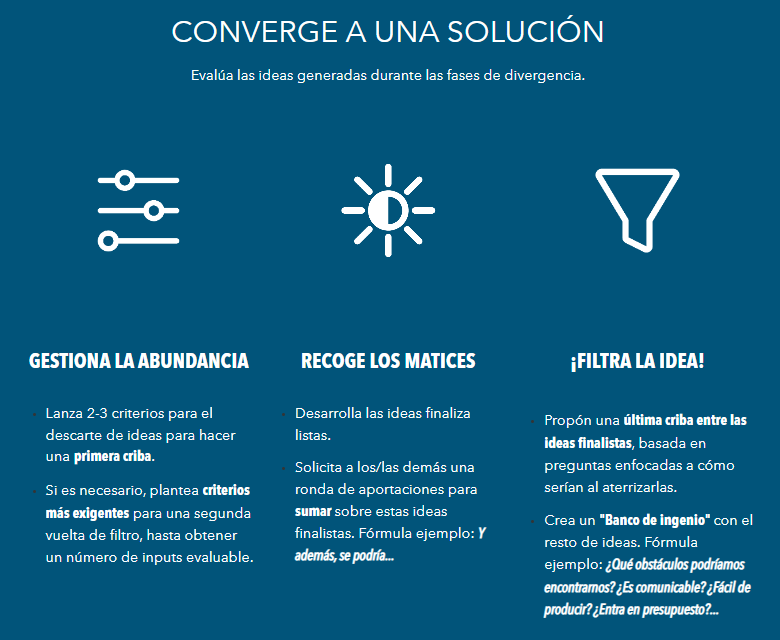 CONVERGE A UNA SOLUCIÓN
Evalúa las ideas generadas durante las fases de divergencia.
GESTIONA LA ABUNDANCIA
Lanza 2-3 criterios para el
descarte de ideas para hacer
una primera criba.
Si es necesario, plantea criterios
más exigentes para una segunda
vuelta de filtro, hasta obtener
un número de inputs evaluable.
RECOGE LOS MATICES
Desarrolla las ideas finaliza
listas.
Solicita a los/las demás una
ronda de aportaciones para
sumar sobre estas ideas
finalistas. Fórmula ejemplo: Y
además, se podría...
¡FILTRA LA IDEA!
Propón una última criba entre las
ideas finalistas, basada en
preguntas enfocadas a cómo
serían al aterrizarlas.
Crea un "Banco de ingenio" con el
resto de ideas. Fórmula
ejemplo: ¿Qué obstáculos podríamos
encontrarnos? ¿Es comunicable? ¿Fácil de
producir? ¿Entra en presupuesto?...